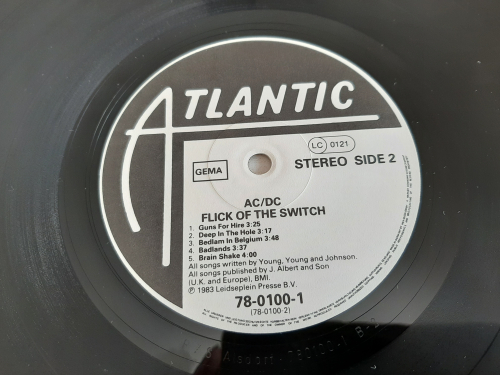 ATLANTIC
LC 0121
GEMA
STEREO SIDE 2
AC/DC
FLICK OF THE SWITCH
1. Guns For Hire 3:25
2. Deep In The Hole 3:17
3. Bedlam in Belgium 3:48
4. Badlands 3:37
5. Brain Shake 4:00
All songs written by Young, Young and Johnson.
All songs published by J. Albert and Son
(U.K. and Europe), BMI.
℗ 1983 Leidseplein Presse B.V.
78-0100-1
(78-0100-2)